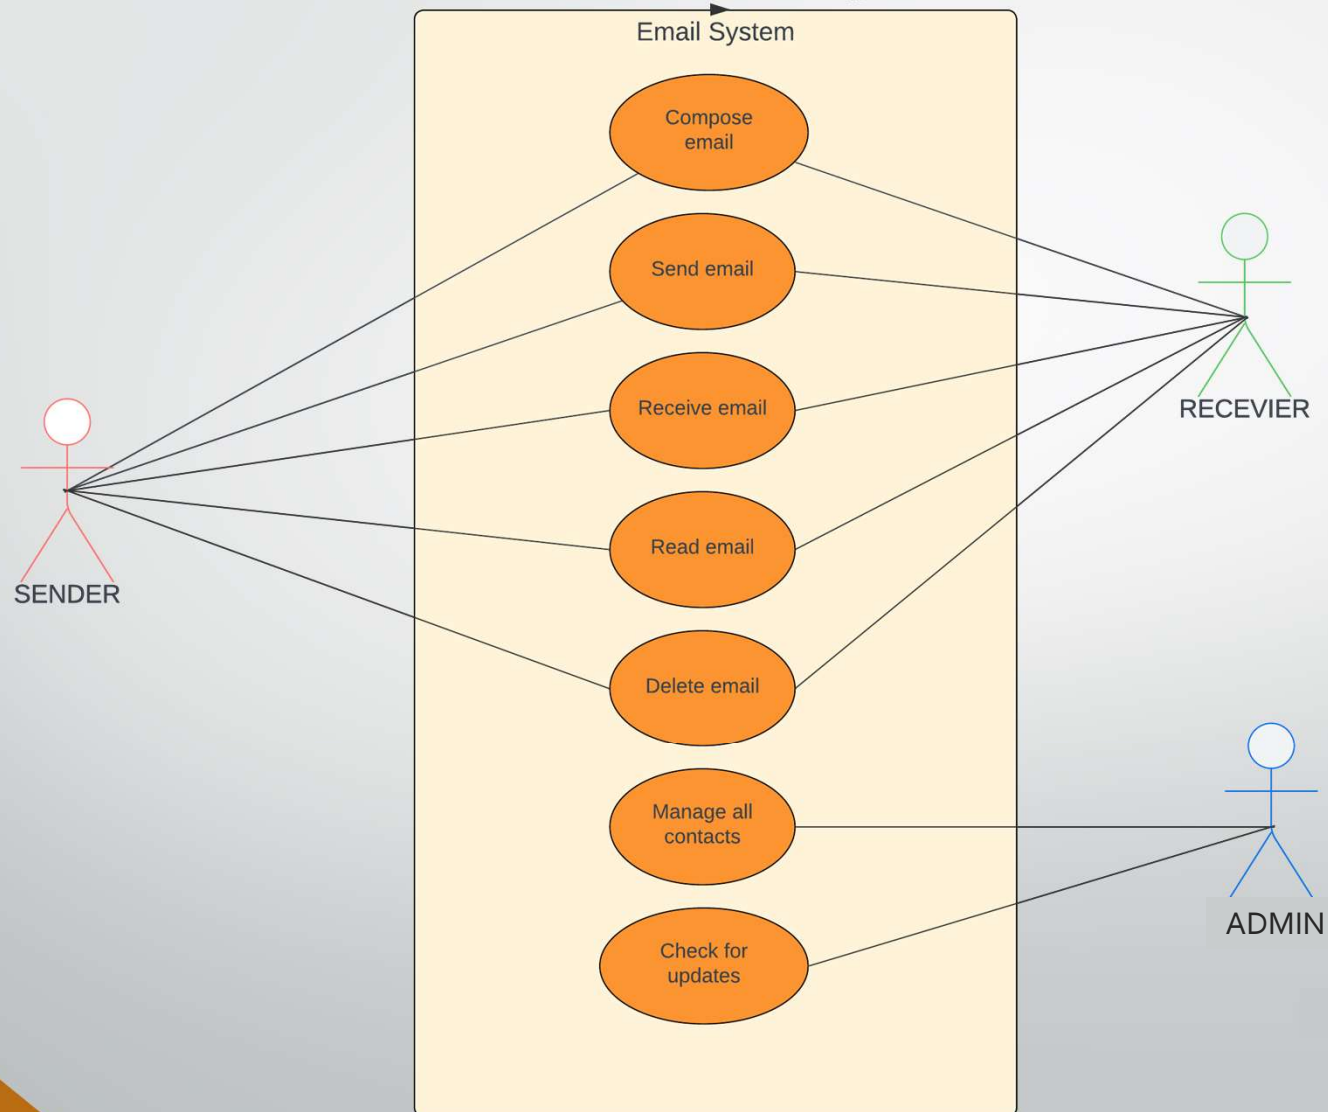 Email System
Compose
email
Send email
Receive email
Read email
Delete email
Manage all
contacts
Check for
updates
SENDER
RECEVIER
ADMIN